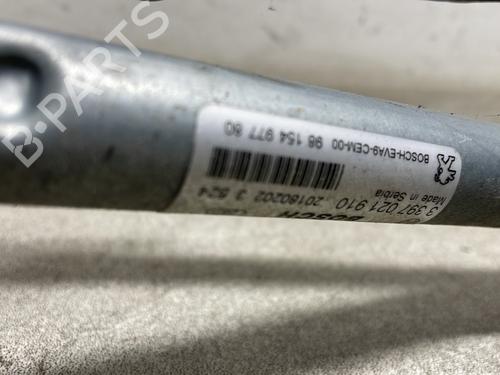 BOSCH
3 397 021 910 20180202 3 524
Made in Serbia
BOSCH-EVA9-CEM-00 98 154 977 80
B-PARTS